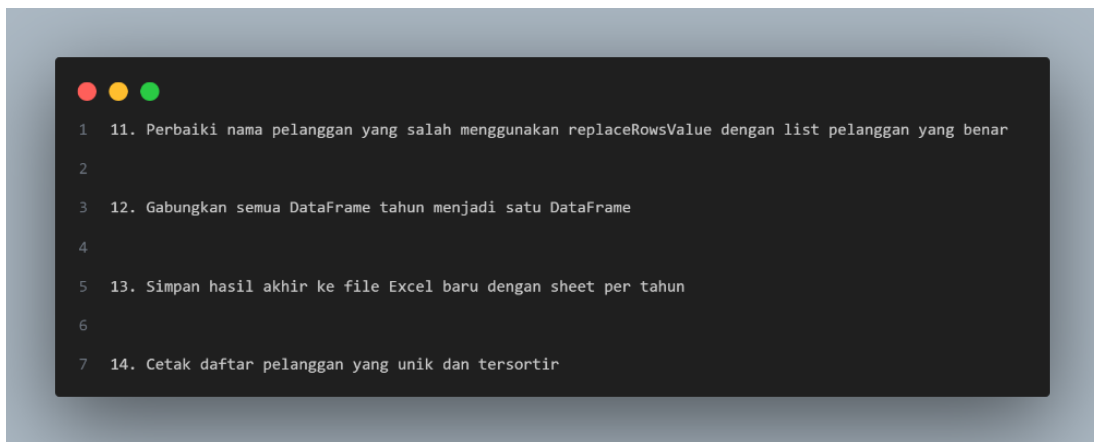 1 11. Perbaiki nama pelanggan yang salah menggunakan replaceRowsValue dengan list pelanggan yang benar
2
3 12. Gabungkan semua DataFrame tahun menjadi satu DataFrame
4
5 13. Simpan hasil akhir ke file Excel baru dengan sheet per tahun
6
7 14. Cetak daftar pelanggan yang unik dan tersortir